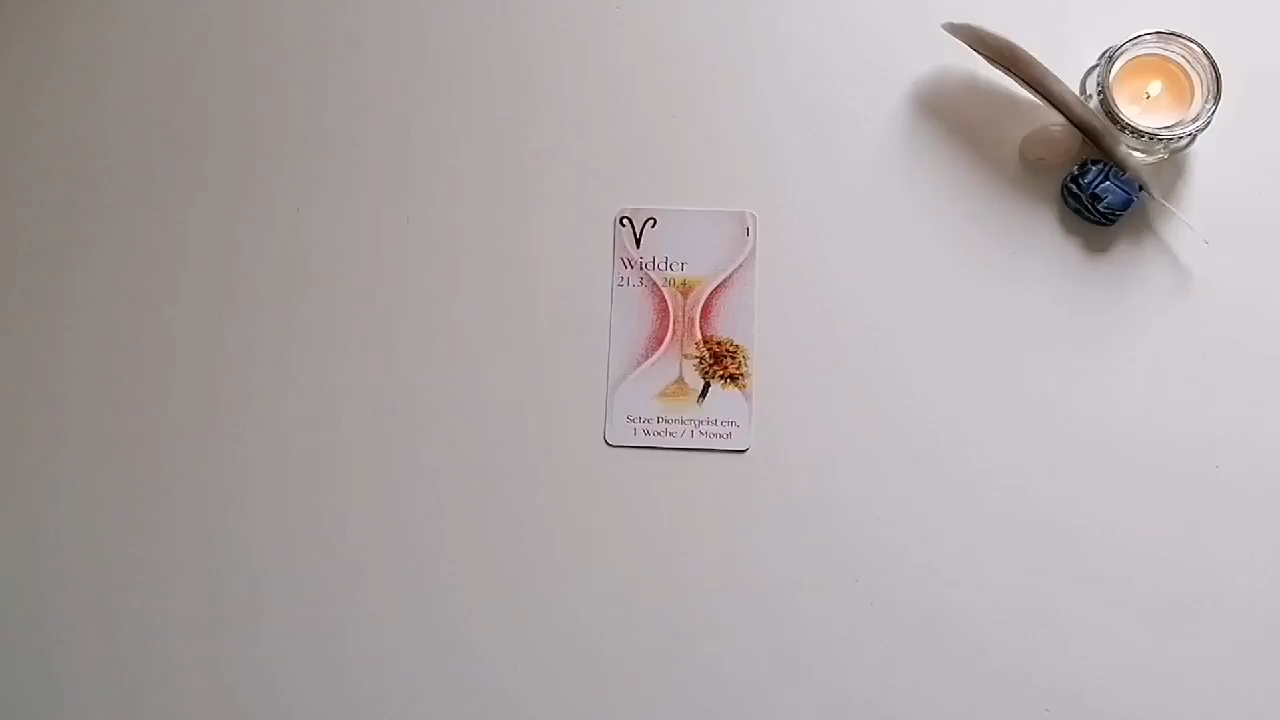 1
Widder
21.3. - 20.4.
Setze Pioniergeist ein,
1 Woche / 1 Monat